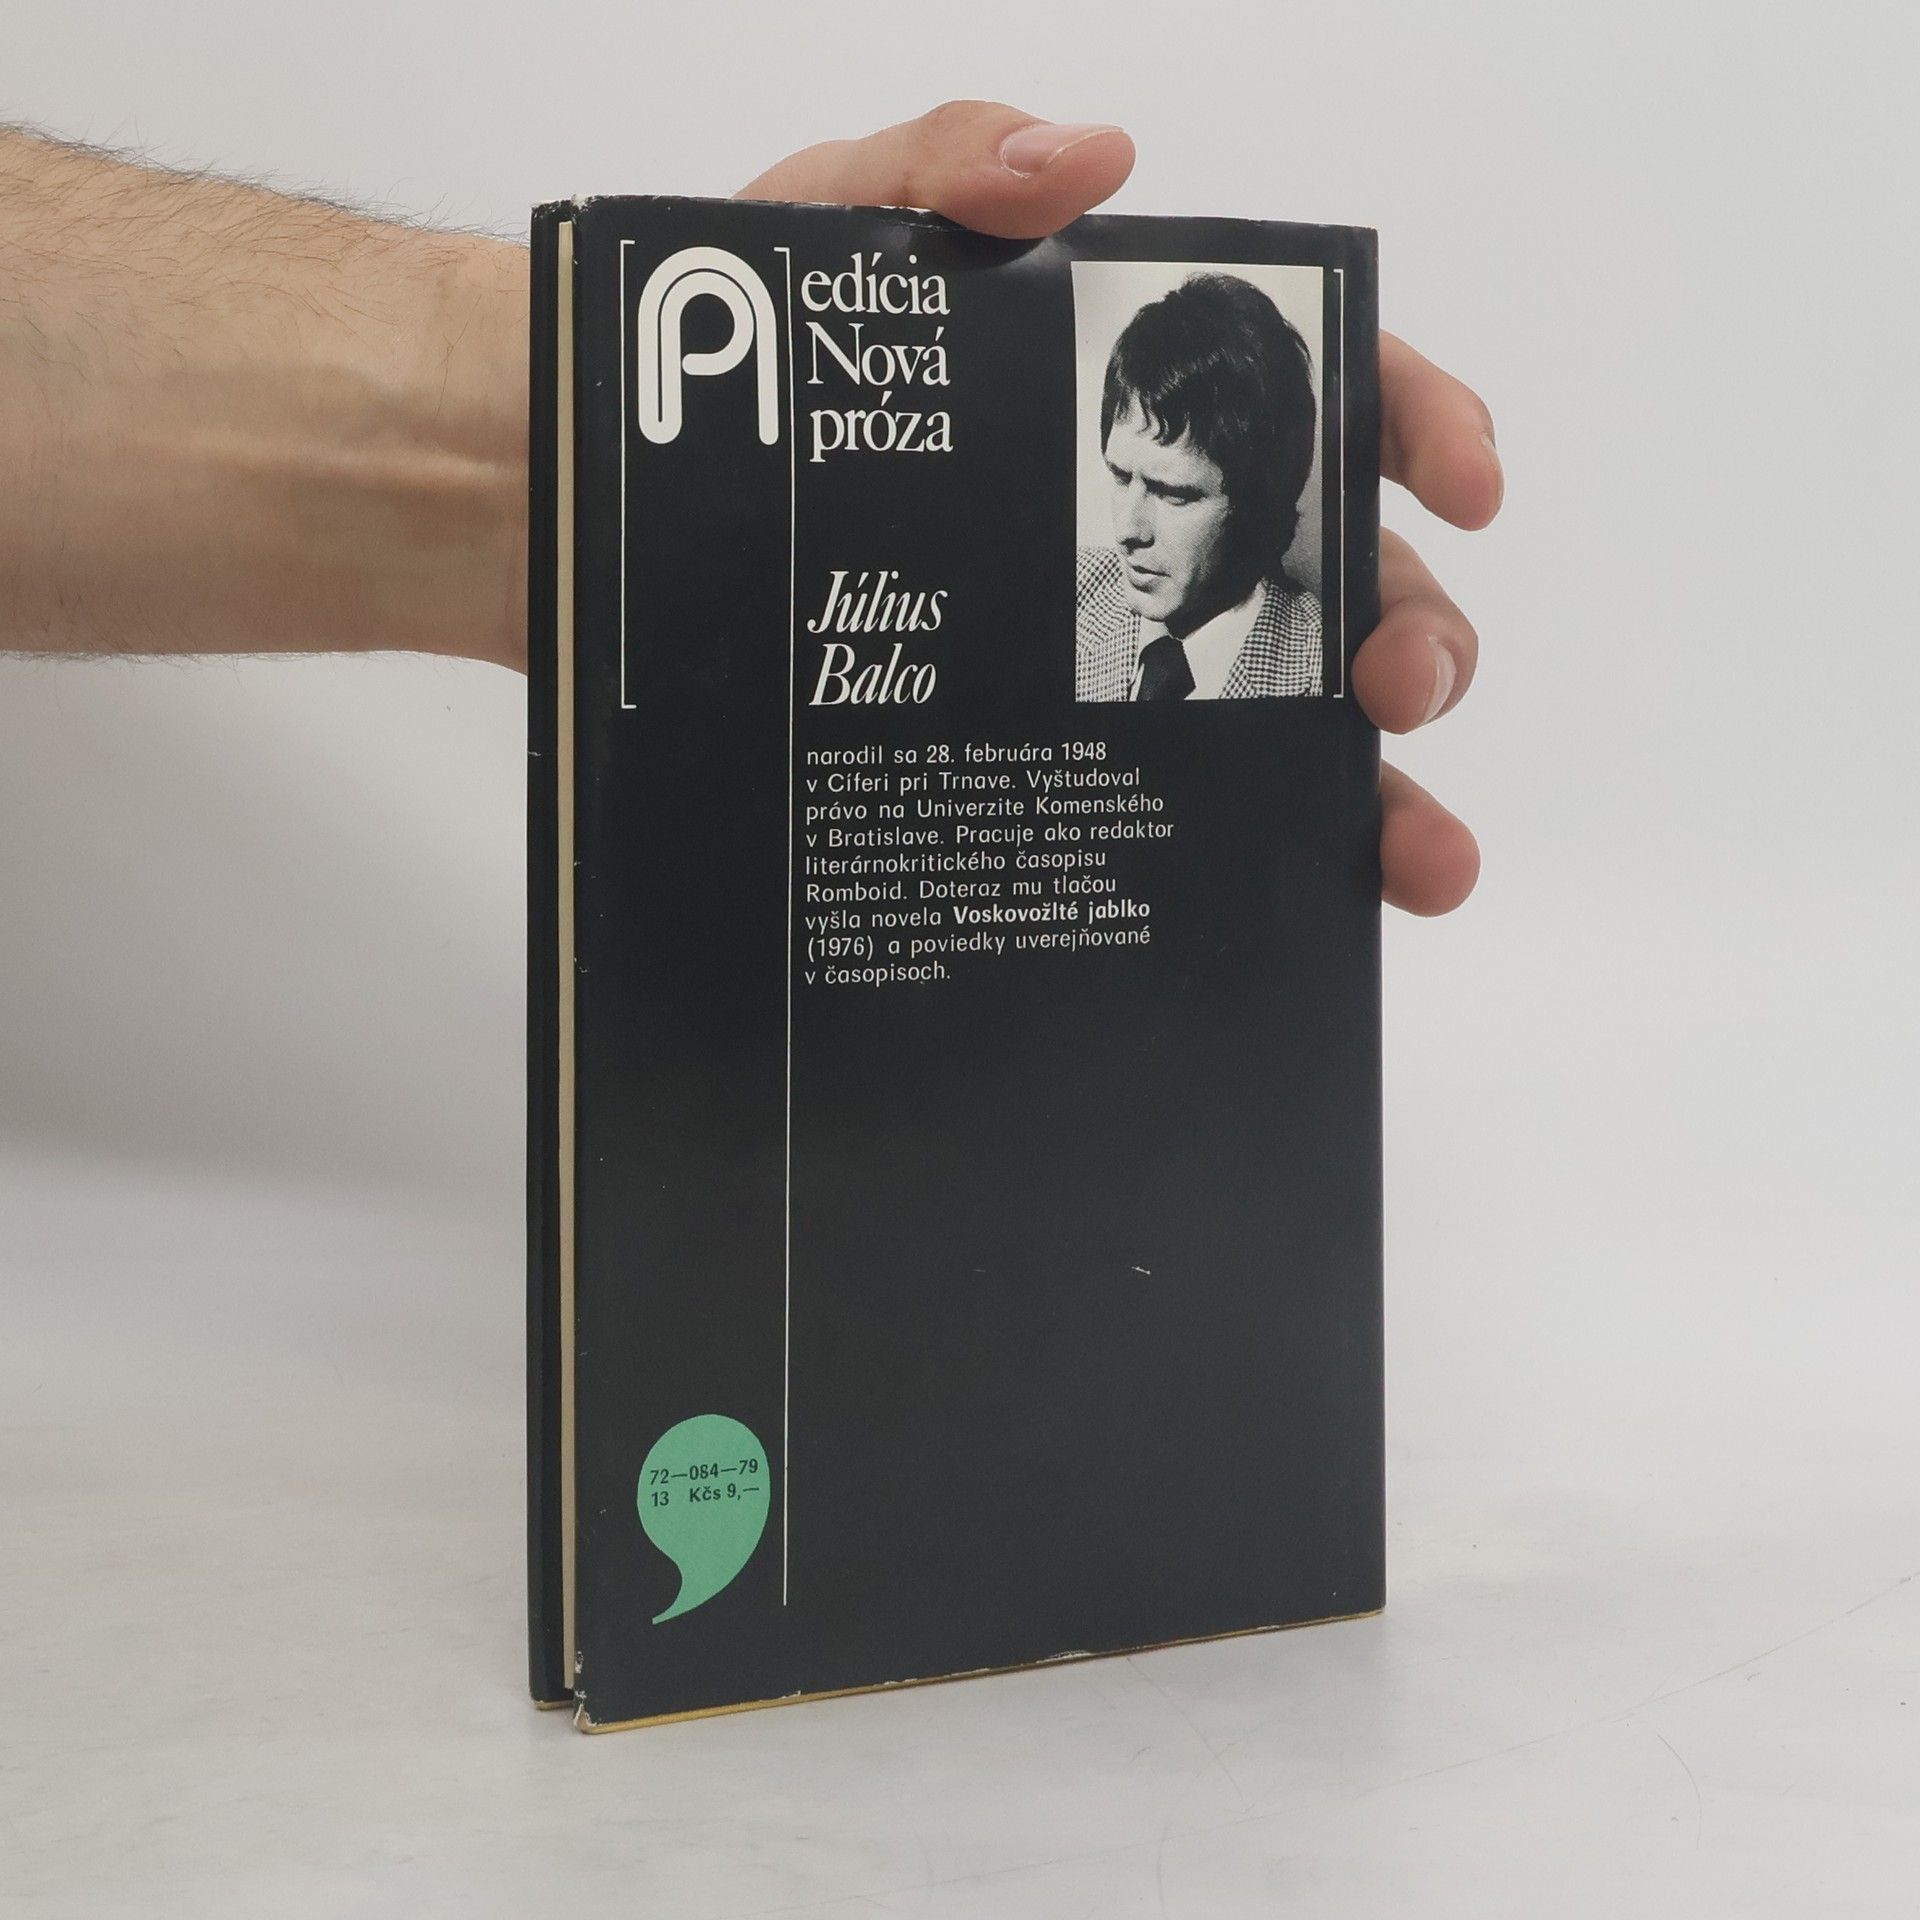 edícia
Nová
próza
Július
Balco
narodil sa 28. februára 1948
v Cíferi pri Trnave. Vyštudoval
právo na Univerzite Komenského
v Bratislave. Pracuje ako redaktor
literárnokritického časopisu
Romboid. Doteraz mu tlačou
vyšla novela Voskovožlté jablko
(1976) a poviedky uverejňované
v časopisoch.
72—084—79
13 Kčs 9,—